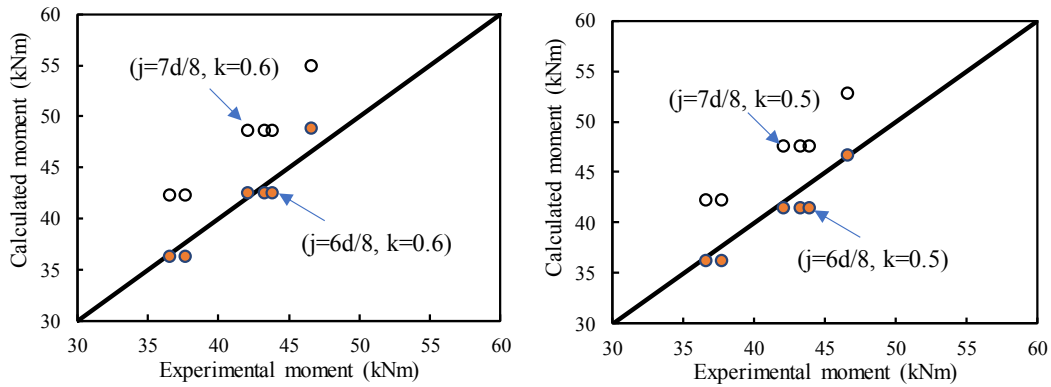 60
55
50
45
40
35
30
Calculated moment (kNm)
(j=7d/8, k=0.6)
(j=6d/8, k=0.6)
30 35 40 45 50 55 60
Experimental moment (kNm)
60
55
50
45
40
35
30
Calculated moment (kNm)
(j=7d/8, k=0.5)
(j=6d/8, k=0.5)
30 35 40 45 50 55 60
Experimental moment (kNm)